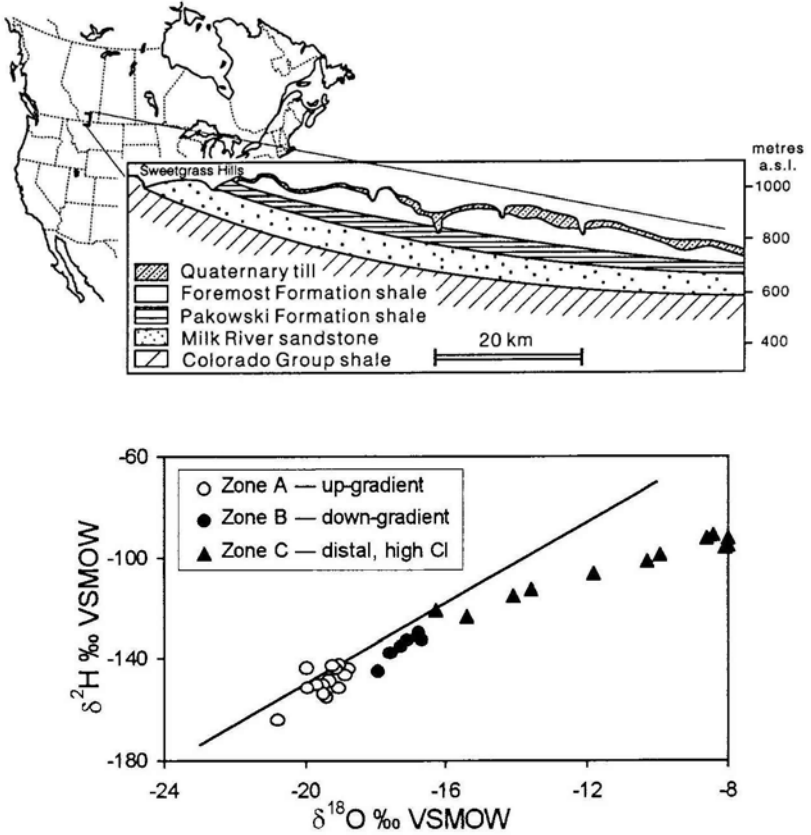 metres
a.s.l.
Sweetgrass Hills
1000
800
600
400
Quaternary till
Foremost Formation shale
Pakowski Formation shale
Milk River sandstone
Colorado Group shale
20 km
-60
-100
-140
-180
δ²H ‰ VSMOW
Zone A — up-gradient
Zone B — down-gradient
Zone C — distal, high Cl
-24
-20
-16
-12
-8
δ¹⁸O ‰ VSMOW